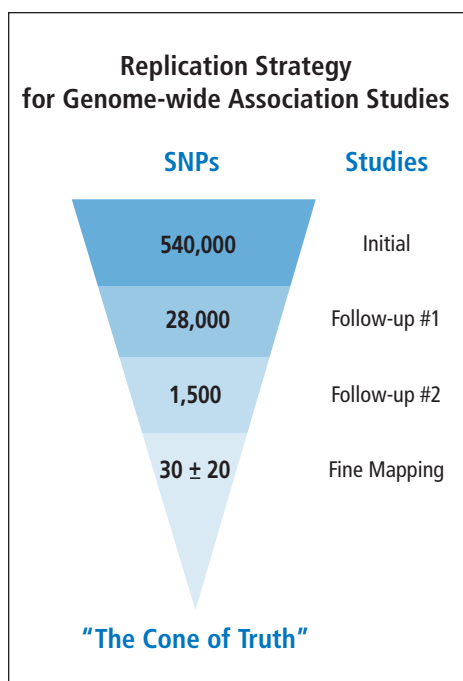 Replication Strategy
for Genome-wide Association Studies
SNPs Studies
540,000 Initial
28,000 Follow-up #1
1,500 Follow-up #2
30 ± 20 Fine Mapping
“The Cone of Truth”